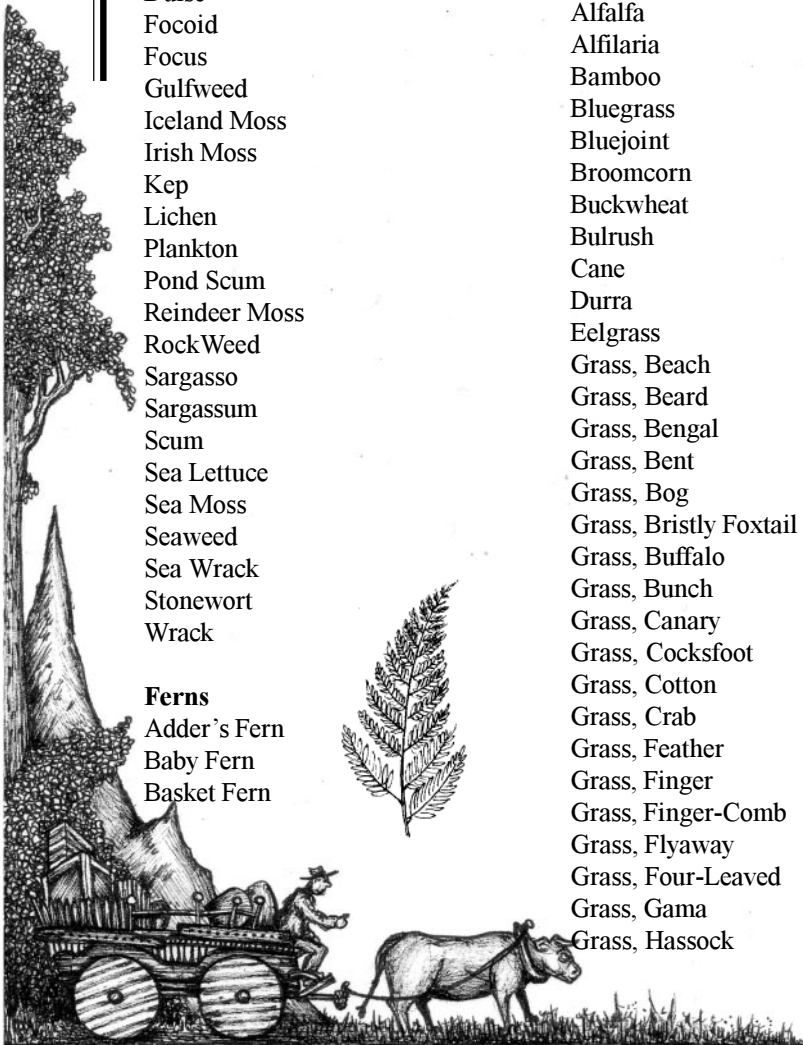 Focoid
Focus
Gulfweed
Iceland Moss
Irish Moss
Kep
Lichen
Plankton
Pond Scum
Reindeer Moss
RockWeed
Sargasso
Sargassum
Scum
Sea Lettuce
Sea Moss
Seaweed
Sea Wrack
Stonewort
Wrack
Ferns
Adder’s Fern
Baby Fern
Basket Fern
Alfalfa
Alfilaria
Bamboo
Bluegrass
Bluejoint
Broomcorn
Buckwheat
Bulrush
Cane
Durra
Eelgrass
Grass, Beach
Grass, Beard
Grass, Bengal
Grass, Bent
Grass, Bog
Grass, Bristly Foxtail
Grass, Buffalo
Grass, Bunch
Grass, Canary
Grass, Cocksfoot
Grass, Cotton
Grass, Crab
Grass, Feather
Grass, Finger
Grass, Finger-Comb
Grass, Flyaway
Grass, Four-Leaved
Grass, Gama
Grass, Hassock